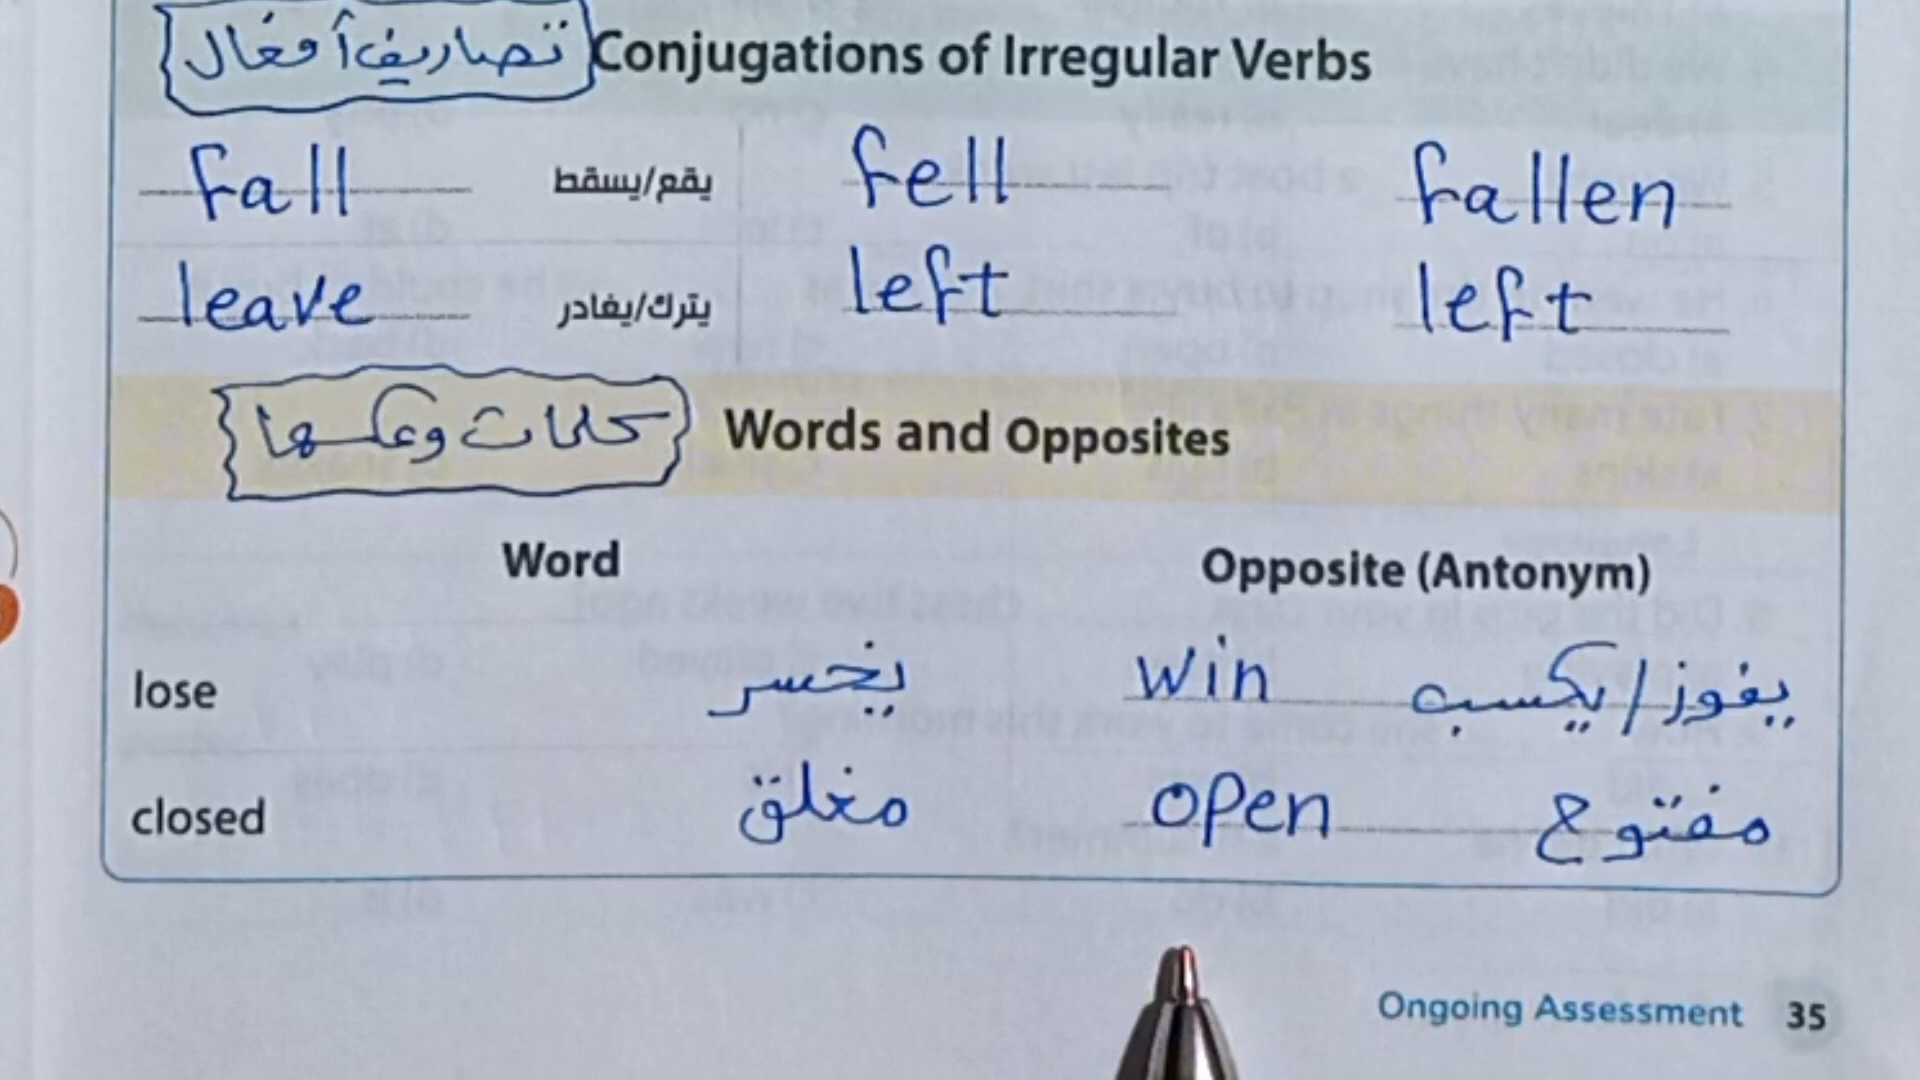 تصاريف أفعال Conjugations of Irregular Verbs
fall يقع/يسقط fell fallen
leave يترك/يغادر left left
كلمات وعكسها Words and Opposites
Word Opposite (Antonym)
lose يخسر win يفوز/يكسب
closed مغلق open مفتوح
Ongoing Assessment 35